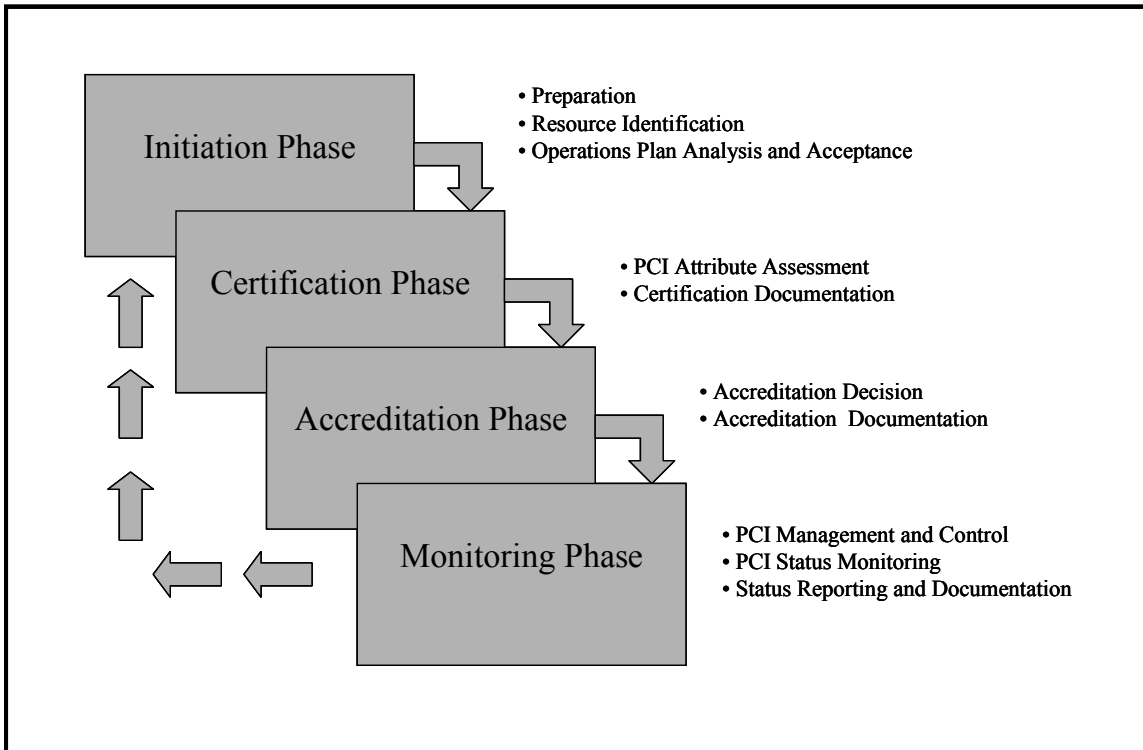 Initiation Phase
• Preparation
• Resource Identification
• Operations Plan Analysis and Acceptance
Certification Phase
• PCI Attribute Assessment
• Certification Documentation
Accreditation Phase
• Accreditation Decision
• Accreditation Documentation
Monitoring Phase
• PCI Management and Control
• PCI Status Monitoring
• Status Reporting and Documentation